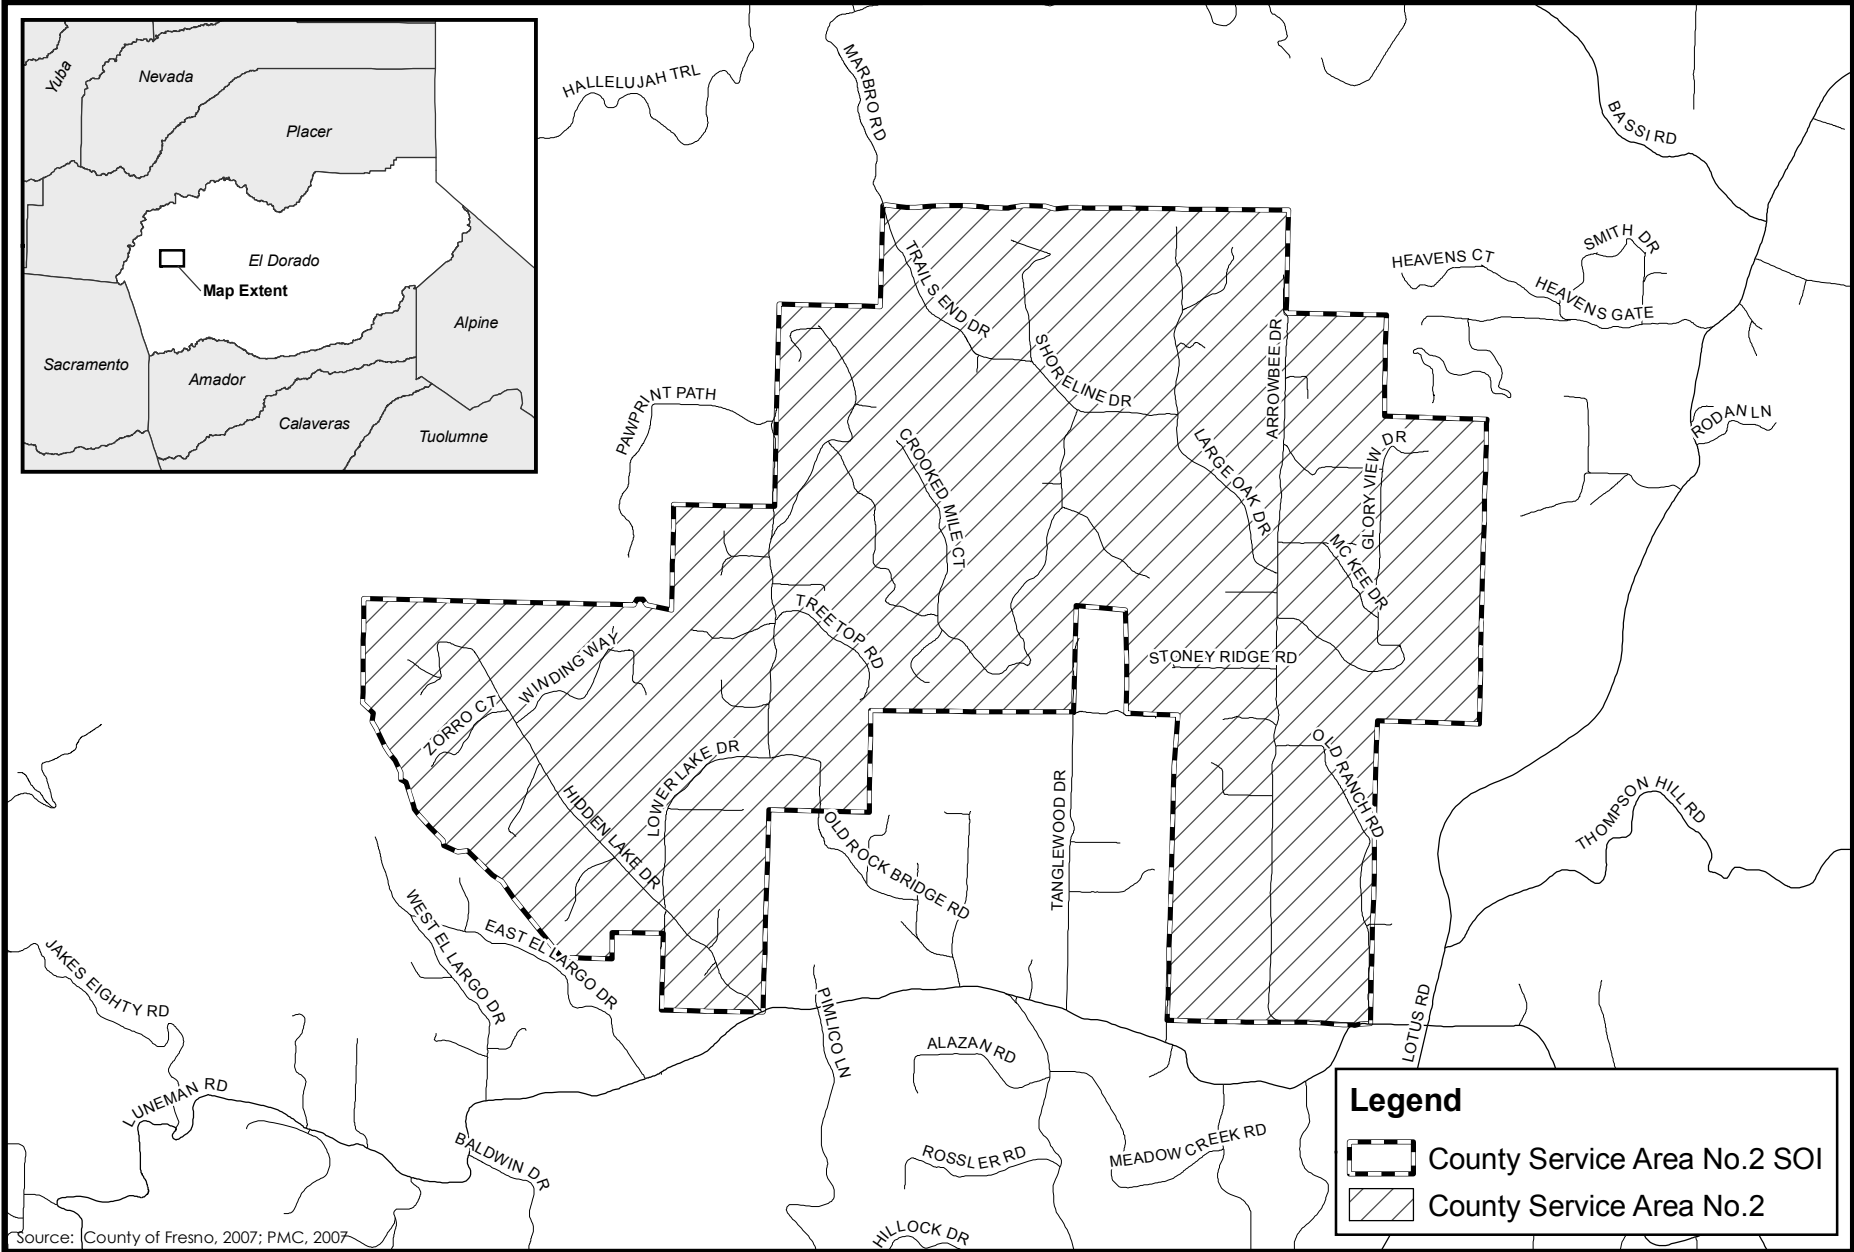 Yuba
Nevada
Placer
El Dorado
Map Extent
Sacramento
Amador
Alpine
Calaveras
Tuolumne
HALLELUJAH TRL
MARBRO RD
BASSI RD
SMITH DR
HEAVENS CT
HEAVENS GATE
RODAN LN
TRAILS END DR
SHORELINE DR
ARROWBEE DR
PAWPRINT PATH
CROOKED MILE CT
LARGE OAK DR
GLORY VIEW DR
MC KEE DR
TREETOP RD
STONEY RIDGE RD
WINDING WAY
ZORRO CT
LOWER LAKE DR
HIDDEN LAKE DR
OLD ROCK BRIDGE RD
TANGLEWOOD DR
OLD RANCH RD
THOMPSON HILL RD
WEST EL LARGO DR
EAST EL LARGO DR
JAKES EIGHTY RD
PIMLICO LN
ALAZAN RD
LOTUS RD
LUNEMAN RD
BALDWIN DR
ROSSLER RD
MEADOW CREEK RD
HILLOCK DR
Legend
County Service Area No.2 SOI
County Service Area No.2
Source: County of Fresno, 2007; PMC, 2007